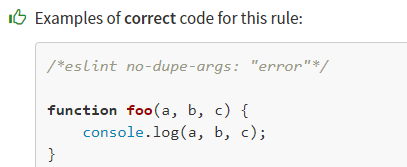 Examples of correct code for this rule:
/*eslint no-dupe-args: "error"*/
function foo(a, b, c) {
    console.log(a, b, c);
}